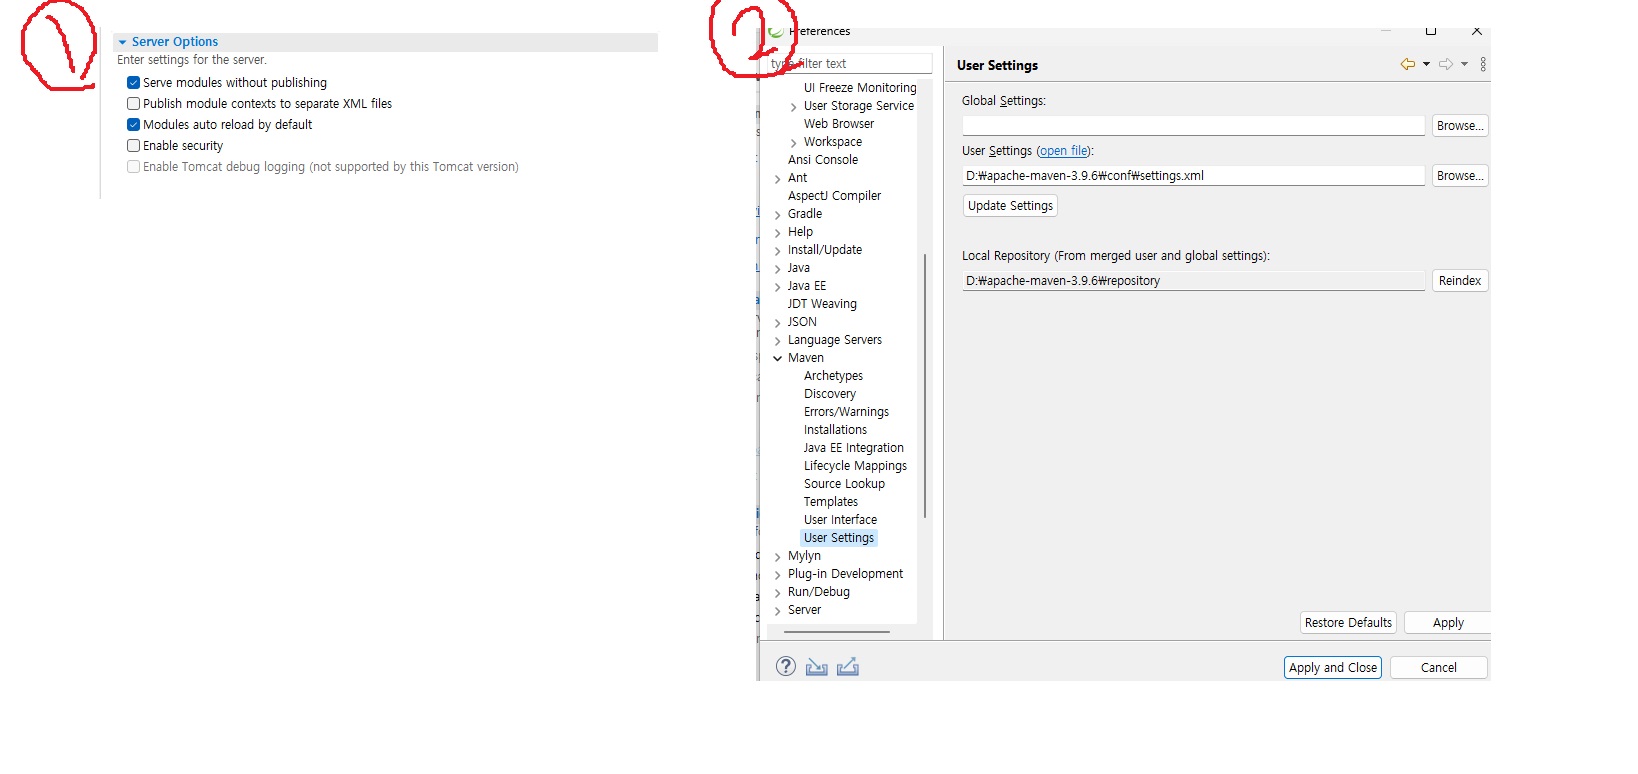 1
Server Options
Enter settings for the server.
Serve modules without publishing
Publish module contexts to separate XML files
Modules auto reload by default
Enable security
Enable Tomcat debug logging (not supported by this Tomcat version)
2
Preferences
type filter text
UI Freeze Monitoring
User Storage Service
Web Browser
Workspace
Ansi Console
Ant
AspectJ Compiler
Gradle
Help
Install/Update
Java
Java EE
JDT Weaving
JSON
Language Servers
Maven
Archetypes
Discovery
Errors/Warnings
Installations
Java EE Integration
Lifecycle Mappings
Source Lookup
Templates
User Interface
User Settings
Mylyn
Plug-in Development
Run/Debug
Server
User Settings
Global Settings:
Browse...
User Settings (open file):
D:₩apache-maven-3.9.6₩conf₩settings.xml
Browse...
Update Settings
Local Repository (From merged user and global settings):
D:₩apache-maven-3.9.6₩repository
Reindex
Restore Defaults
Apply
Apply and Close
Cancel